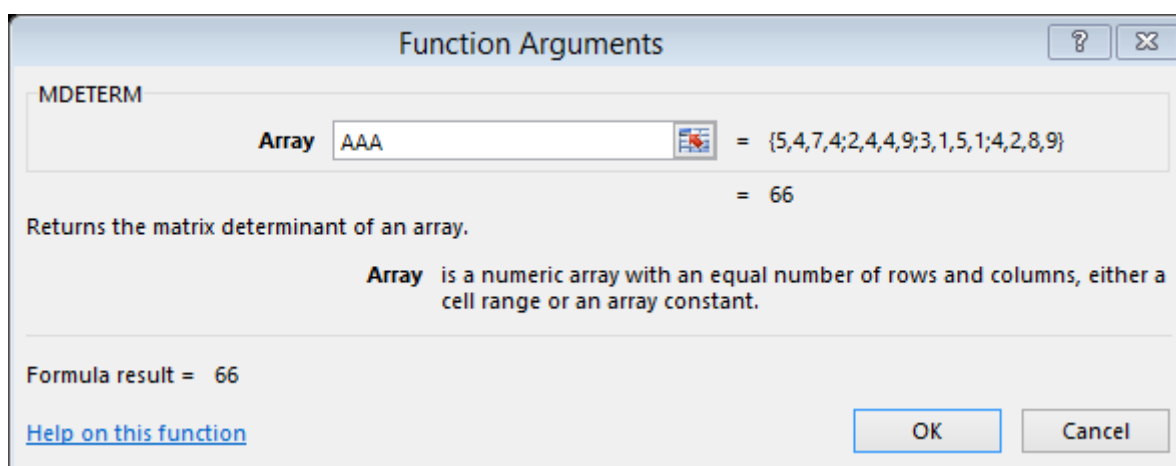 Function Arguments
MDETERM
Array AAA = {5,4,7,4;2,4,4,9;3,1,5,1;4,2,8,9}
= 66
Returns the matrix determinant of an array.
Array is a numeric array with an equal number of rows and columns, either a
cell range or an array constant.
Formula result = 66
Help on this function
OK Cancel